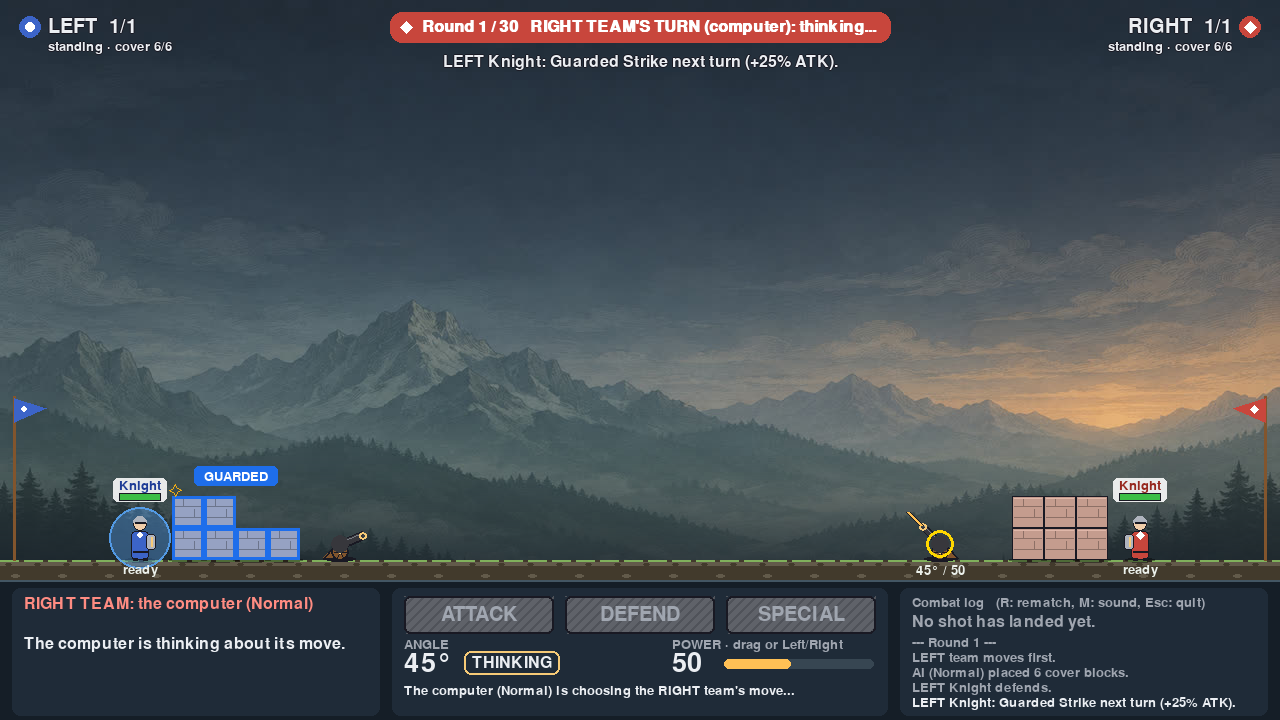 LEFT 1/1
standing · cover 6/6
Round 1 / 30 RIGHT TEAM'S TURN (computer): thinking...
LEFT Knight: Guarded Strike next turn (+25% ATK).
RIGHT 1/1
standing · cover 6/6
GUARDED
Knight
ready
45° / 50
Knight
ready
RIGHT TEAM: the computer (Normal)
The computer is thinking about its move.
ATTACK
DEFEND
SPECIAL
ANGLE
45°
THINKING
POWER · drag or Left/Right
50
The computer (Normal) is choosing the RIGHT team's move...
Combat log (R: rematch, M: sound, Esc: quit)
No shot has landed yet.
--- Round 1 ---
LEFT team moves first.
AI (Normal) placed 6 cover blocks.
LEFT Knight defends.
LEFT Knight: Guarded Strike next turn (+25% ATK).